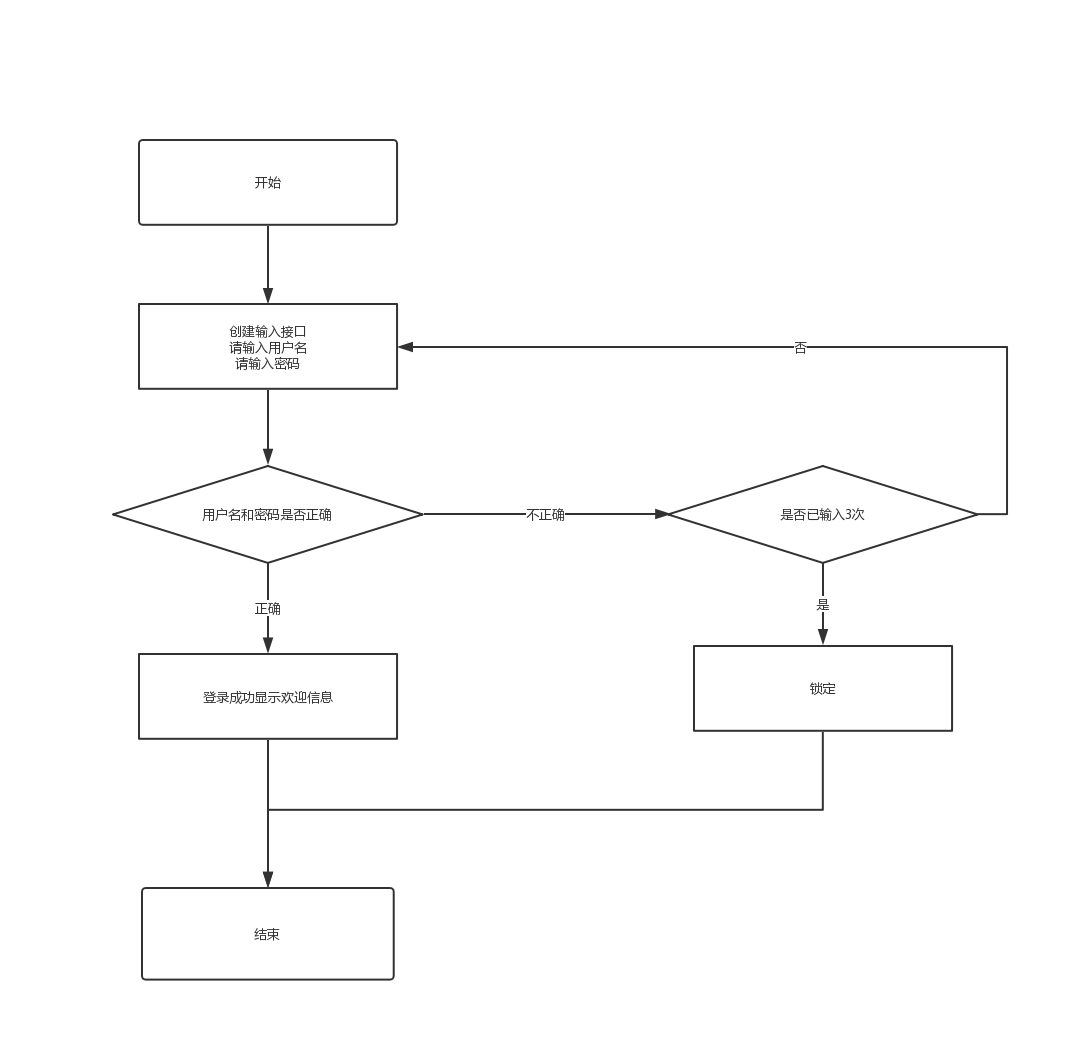 开始
创建输入接口
请输入用户名
请输入密码
否
用户名和密码是否正确
不正确
是否已输入3次
正确
是
登录成功显示欢迎信息
锁定
结束